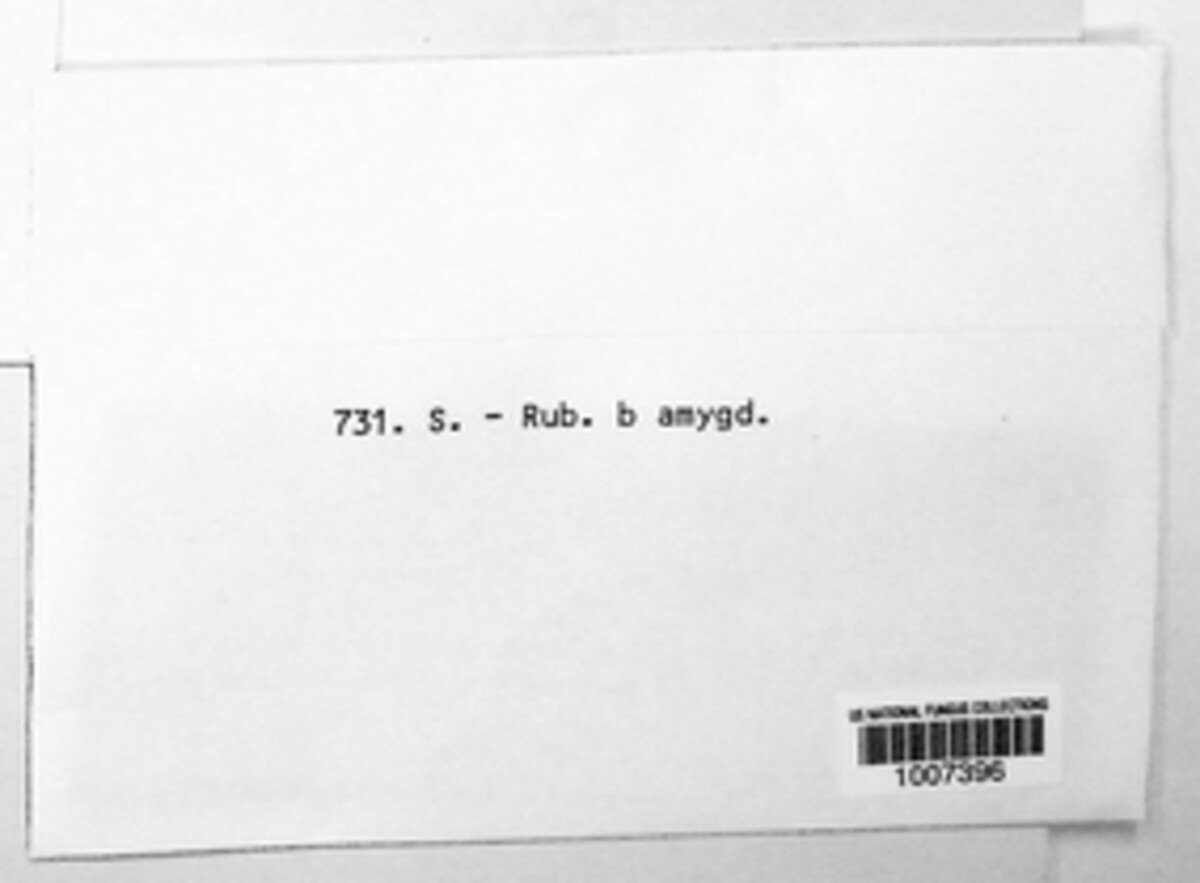 731. S. - Rub. b amygd.
US NATIONAL FUNGUS COLLECTIONS
1007396